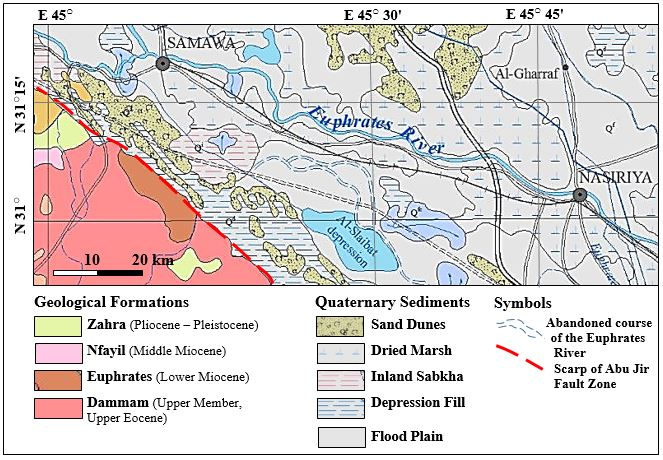 E 45° E 45° 30' E 45° 45'
SAMAWA
Al-Gharraf
N 31° 15'
Euphrates River
NASIRIYA
N 31°
Al-Slaibat
depression
Euphrates
10 20 km
Geological Formations
Zahra (Pliocene – Pleistocene)
Nfayil (Middle Miocene)
Euphrates (Lower Miocene)
Dammam (Upper Member,
Upper Eocene)
Quaternary Sediments
Sand Dunes
Dried Marsh
Inland Sabkha
Depression Fill
Flood Plain
Symbols
Abandoned course
of the Euphrates
River
Scarp of Abu Jir
Fault Zone